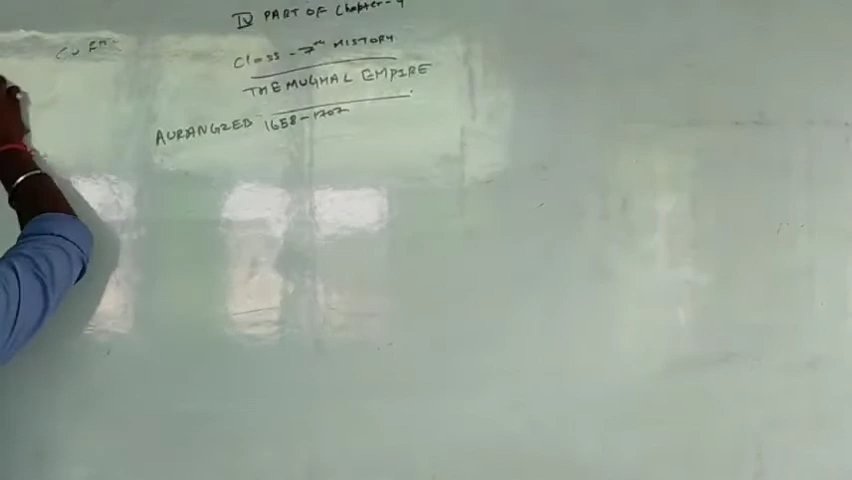 IV PART OF Chapter-4
Class - 7th HISTORY
THE MUGHAL EMPIRE
AURANGZEB 1658-1707